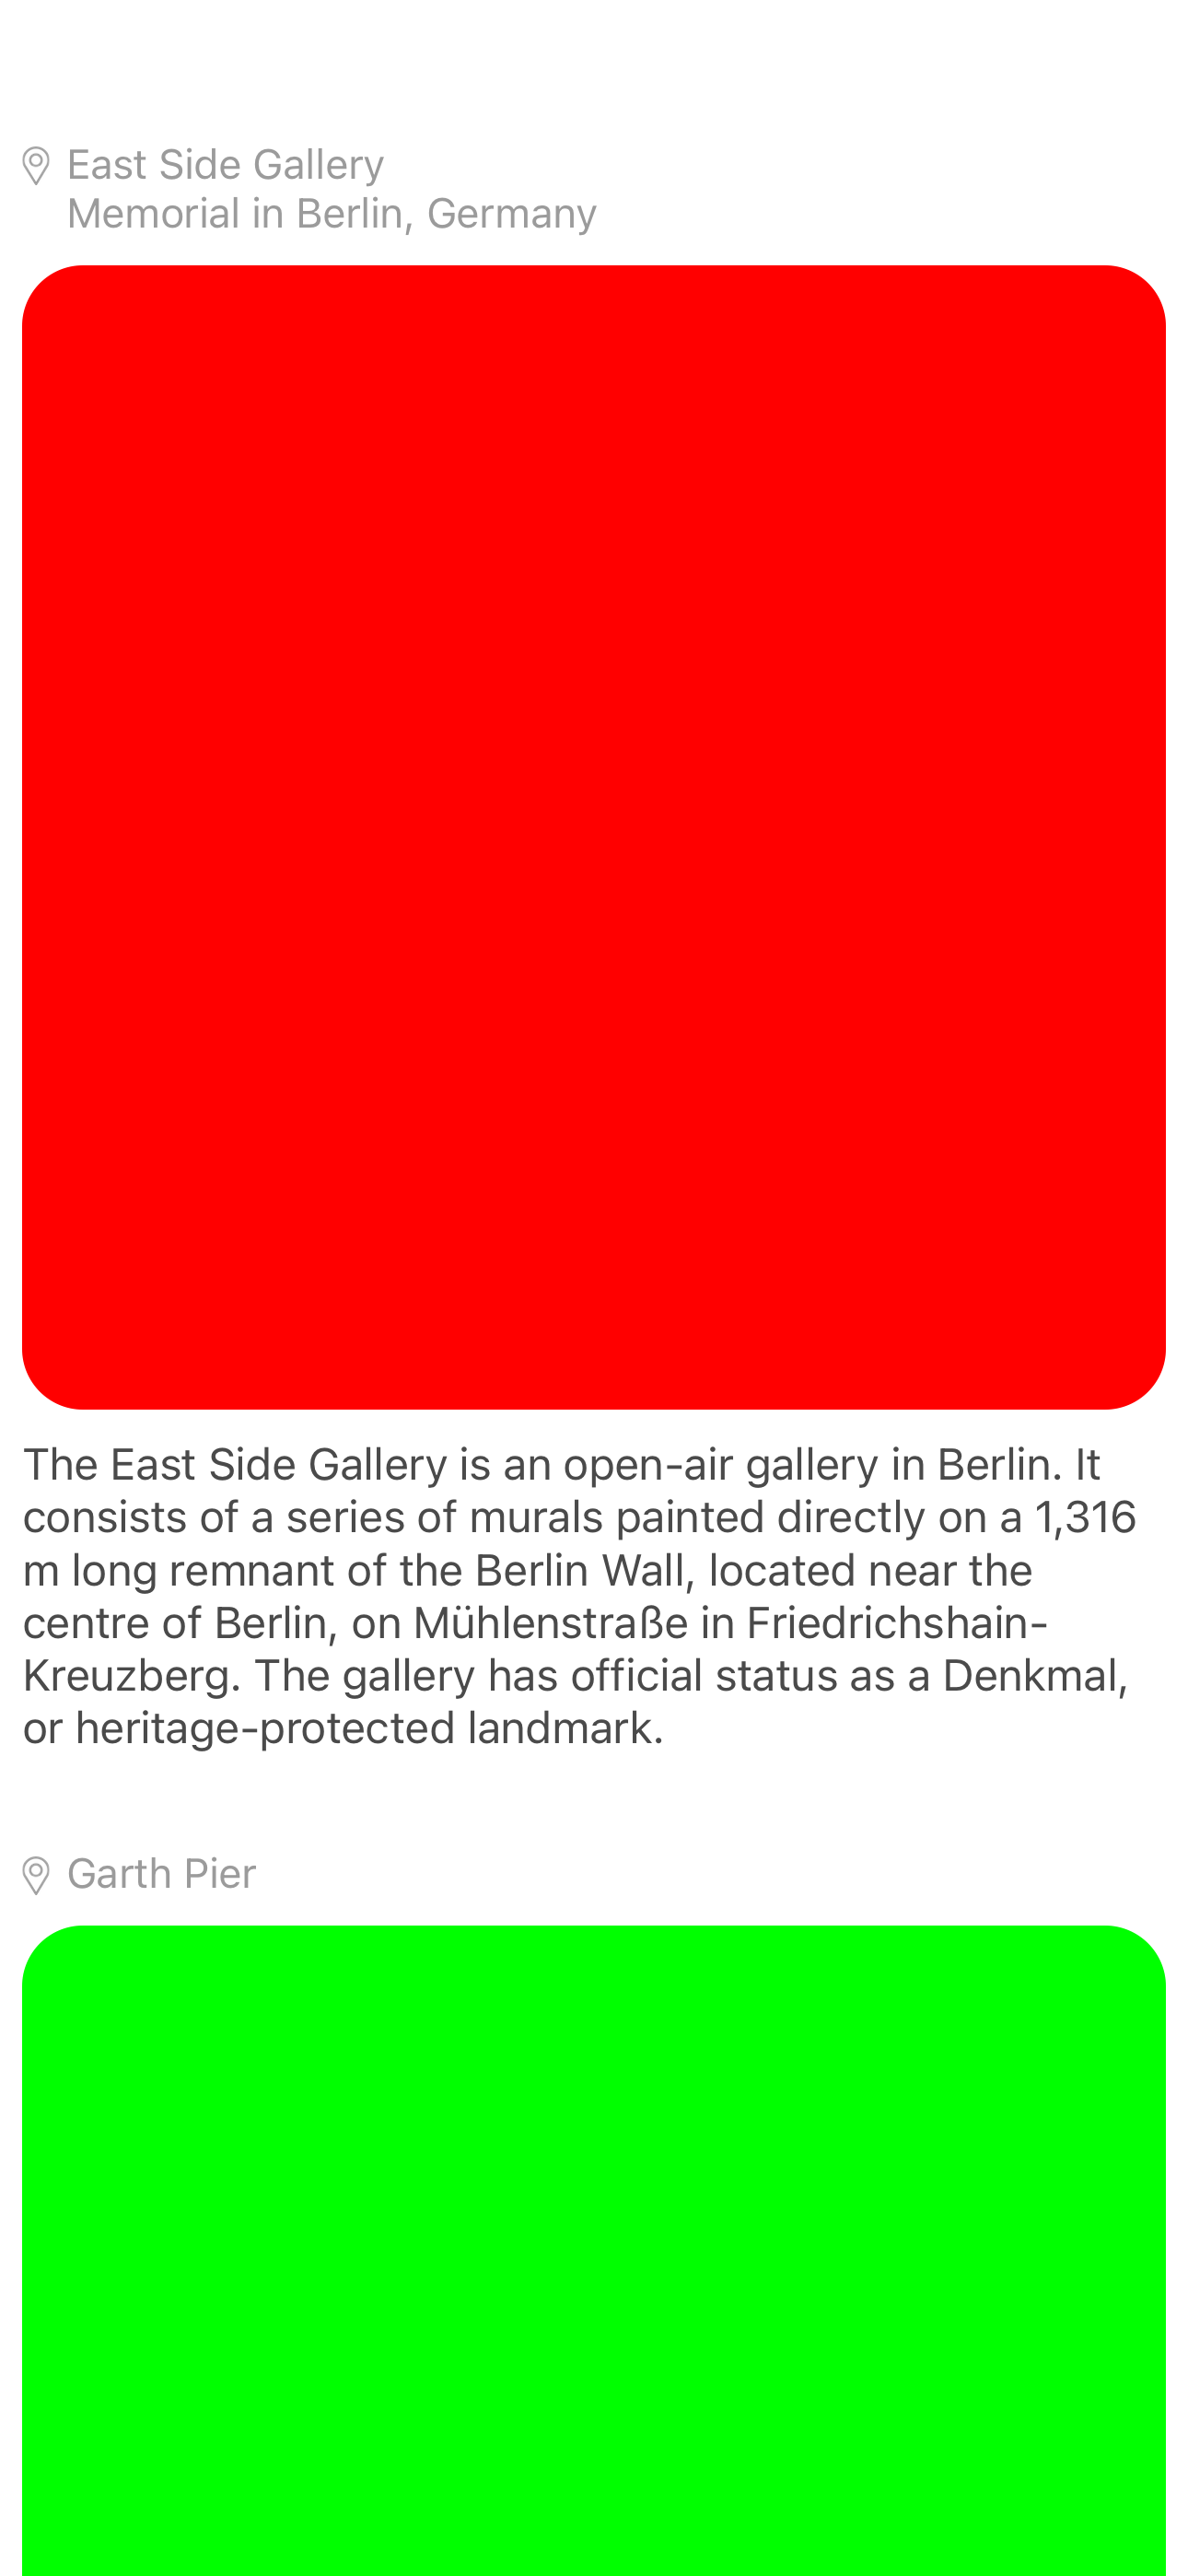 East Side Gallery
Memorial in Berlin, Germany
The East Side Gallery is an open-air gallery in Berlin. It
consists of a series of murals painted directly on a 1,316
m long remnant of the Berlin Wall, located near the
centre of Berlin, on Mühlenstraße in Friedrichshain-
Kreuzberg. The gallery has official status as a Denkmal,
or heritage-protected landmark.
Garth Pier